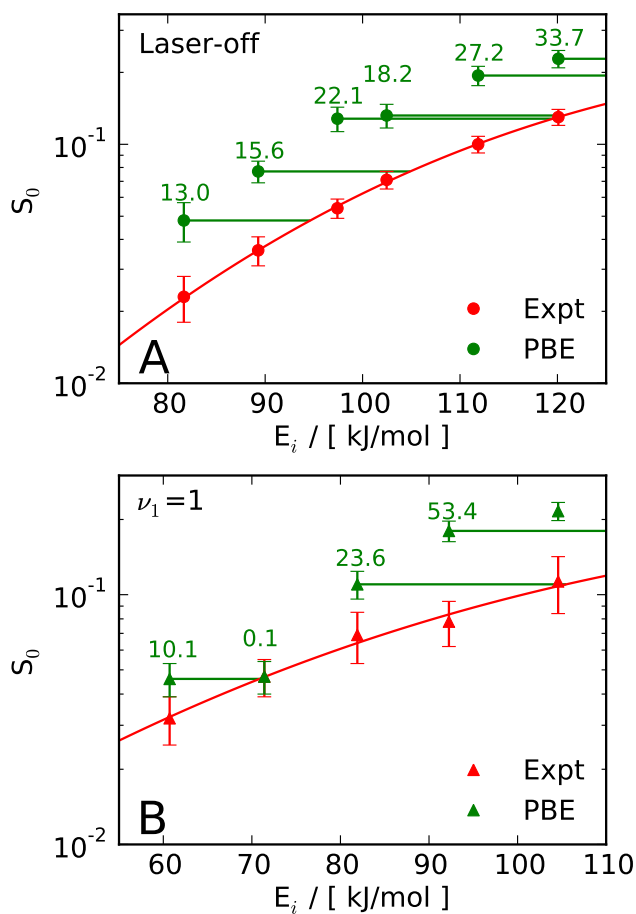 Laser-off
13.0
15.6
22.1
18.2
27.2
33.7
10⁻¹
10⁻²
S₀
Expt
PBE
A
80 90 100 110 120
Eᵢ / [ kJ/mol ]
ν₁=1
10.1
0.1
23.6
53.4
10⁻¹
10⁻²
S₀
Expt
PBE
B
60 70 80 90 100 110
Eᵢ / [ kJ/mol ]